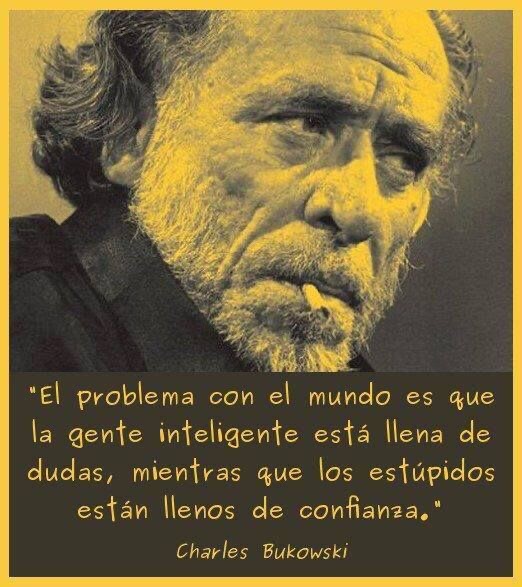 "El problema con el mundo es que
la gente inteligente está llena de
dudas, mientras que los estúpidos
están llenos de confianza."
Charles Bukowski